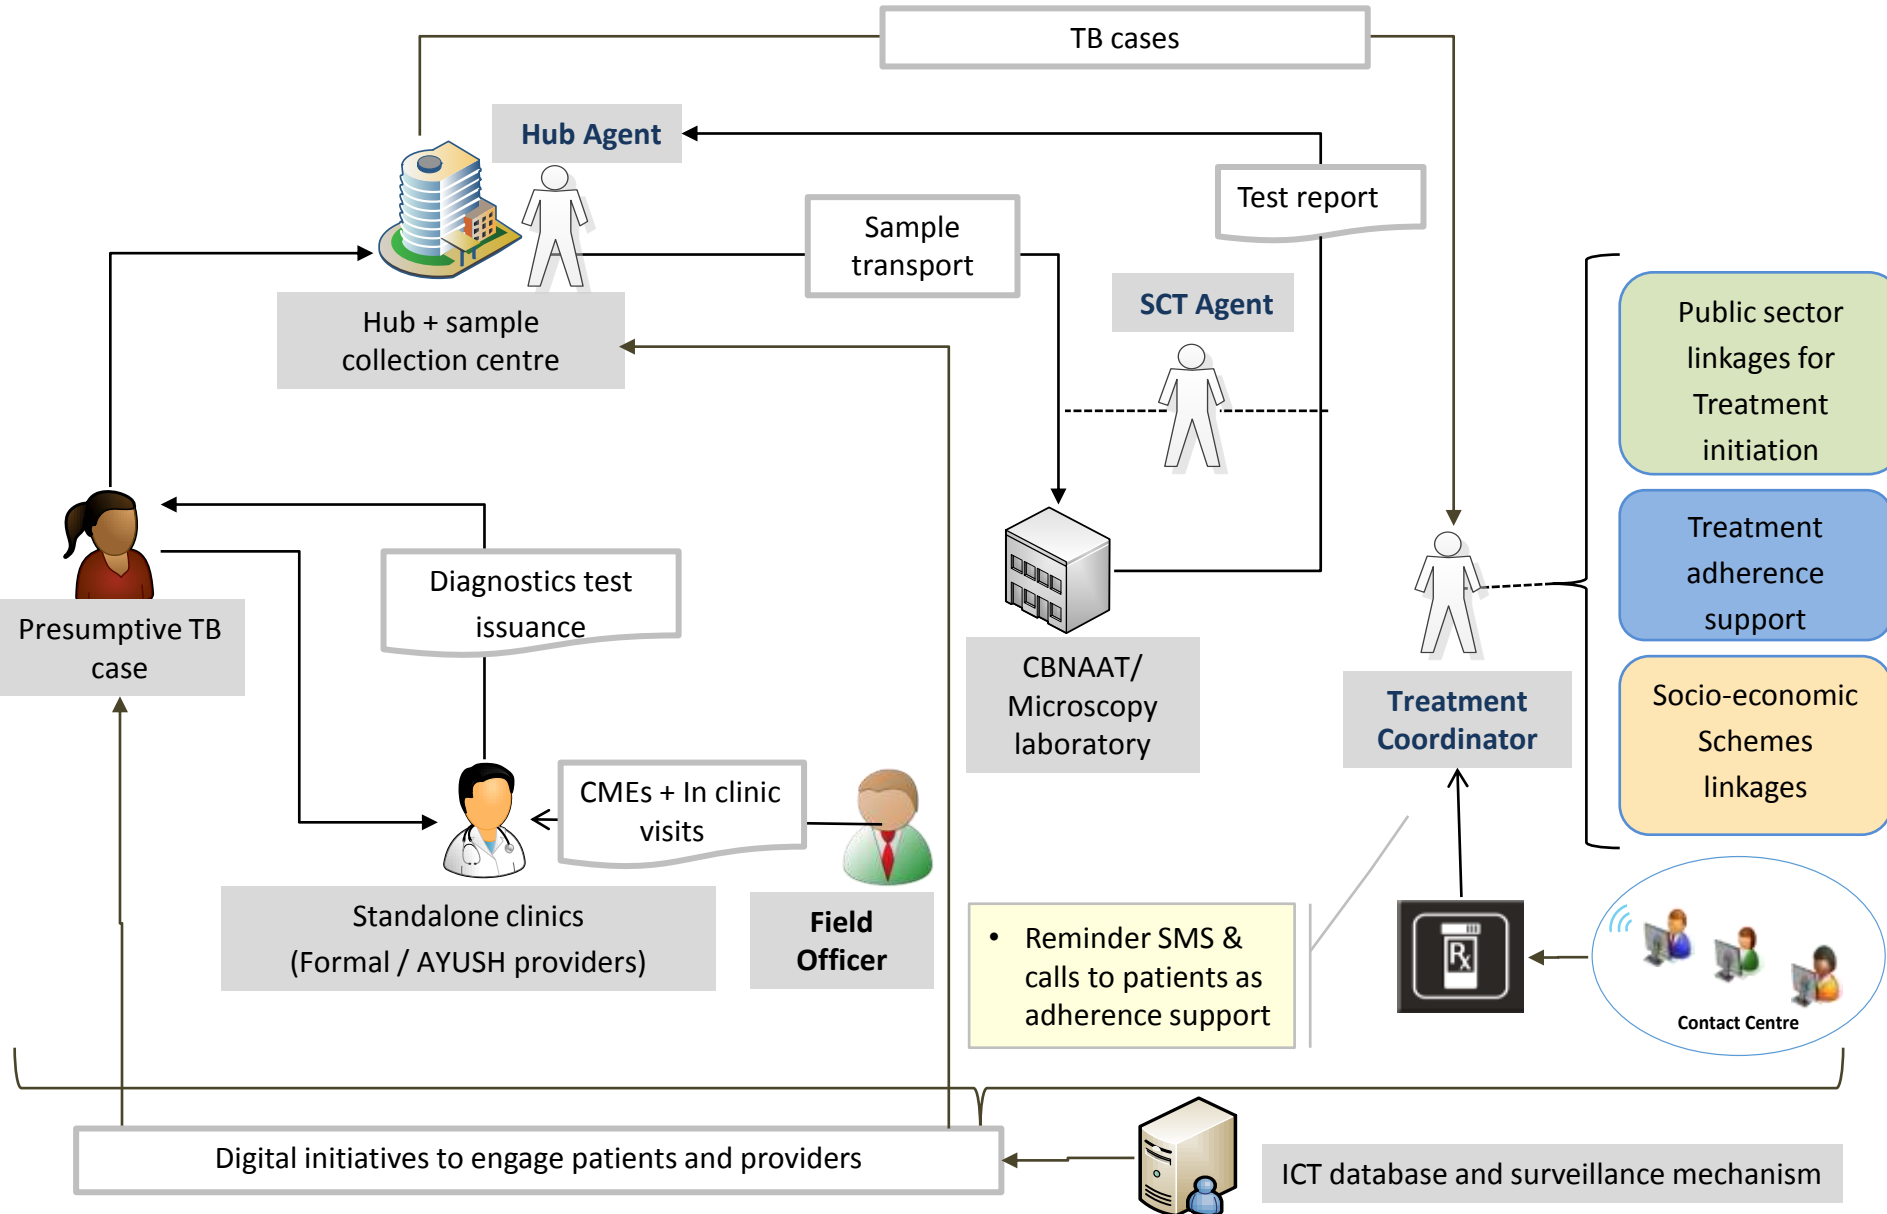 TB cases
Hub Agent
Test report
Sample
transport
SCT Agent
Hub + sample
collection centre
Public sector
linkages for
Treatment
initiation
Diagnostics test
issuance
Treatment
adherence
support
Presumptive TB
case
CBNAAT/
Microscopy
laboratory
Treatment
Coordinator
Socio-economic
Schemes
linkages
CMEs + In clinic
visits
Standalone clinics
(Formal / AYUSH providers)
Field
Officer
• Reminder SMS &
calls to patients as
adherence support
Rx
Contact Centre
Digital initiatives to engage patients and providers
ICT database and surveillance mechanism